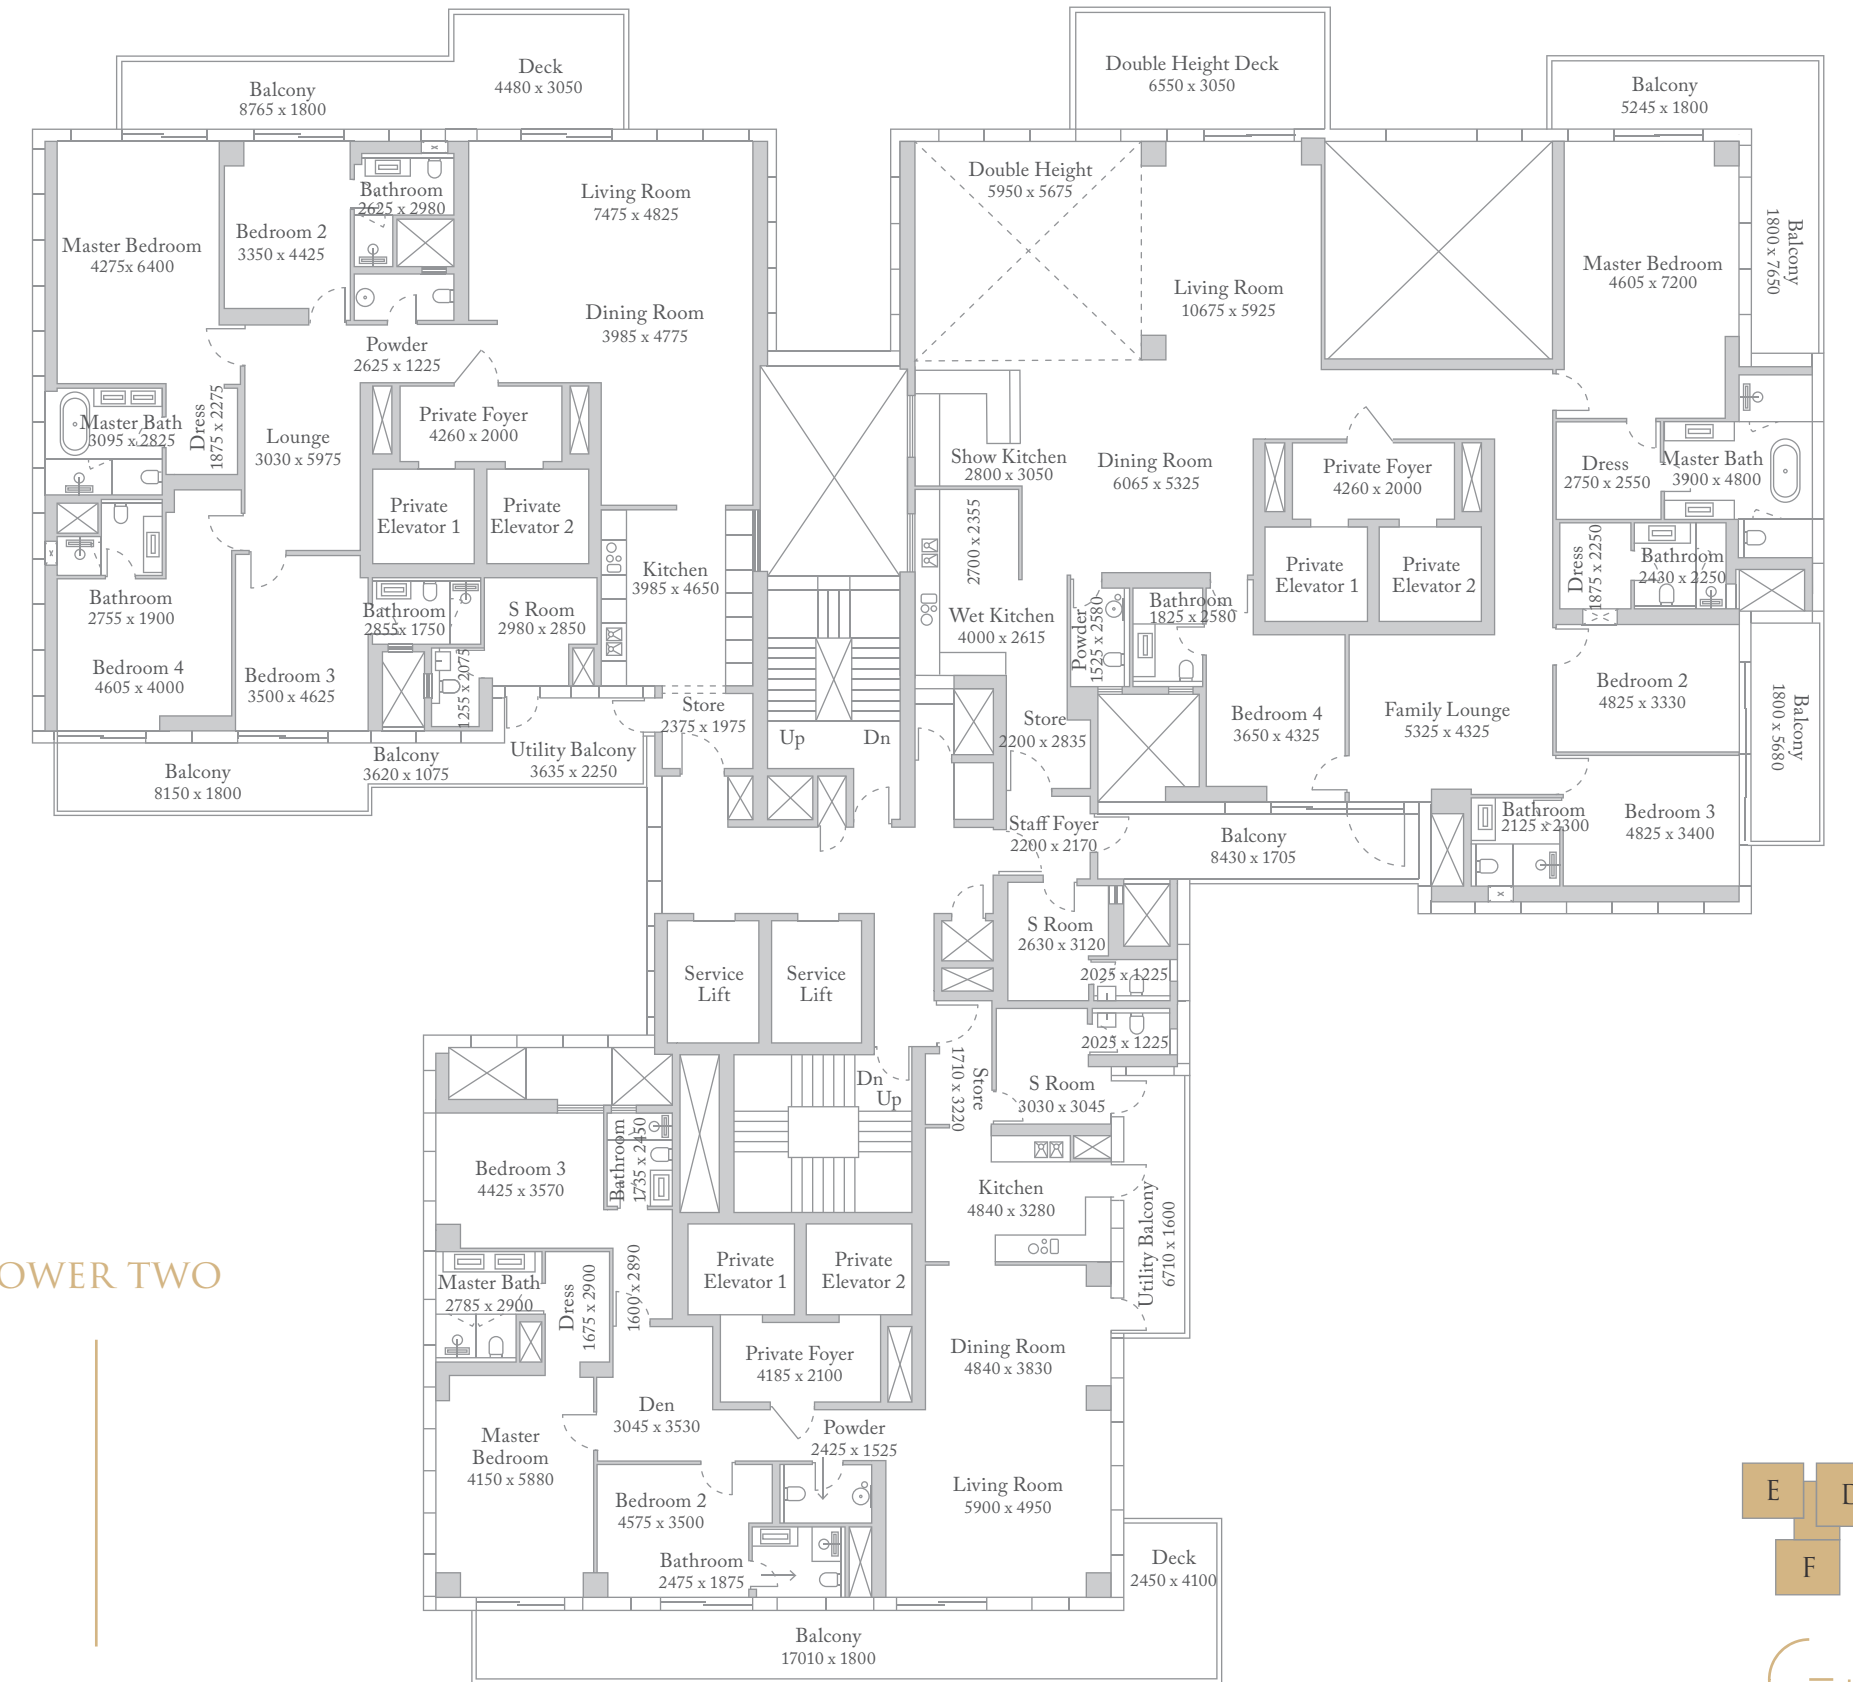 Deck
4480 x 3050
Balcony
8765 x 1800
Bathroom
2625 x 2980
Living Room
7475 x 4825
Bedroom 2
3350 x 4425
Master Bedroom
4275x 6400
Dining Room
3985 x 4775
Powder
2625 x 1225
Master Bath
3095 x 2825
Dress
1875 x 2275
Lounge
3030 x 5975
Private Foyer
4260 x 2000
Private
Elevator 1
Private
Elevator 2
Kitchen
3985 x 4650
Bathroom
2755 x 1900
Bathroom
2855x 1750
S Room
2980 x 2850
Bedroom 4
4605 x 4000
Bedroom 3
3500 x 4625
1255 x 2075
Store
2375 x 1975
Balcony
3620 x 1075
Utility Balcony
3635 x 2250
Balcony
8150 x 1800
Up
Dn
Double Height Deck
6550 x 3050
Balcony
5245 x 1800
Double Height
5950 x 5675
Living Room
10675 x 5925
Master Bedroom
4605 x 7200
Balcony
1800 x 7650
Show Kitchen
2800 x 3050
Dining Room
6065 x 5325
Private Foyer
4260 x 2000
Dress
2750 x 2550
Master Bath
3900 x 4800
2700 x 2355
Private
Elevator 1
Private
Elevator 2
Dress
1875 x 2250
Bathroom
2430 x 2250
Wet Kitchen
4000 x 2615
Powder
1525 x 2580
Bathroom
1825 x 2580
Bedroom 2
4825 x 3330
Store
2200 x 2835
Bedroom 4
3650 x 4325
Family Lounge
5325 x 4325
Balcony
1800 x 5680
Staff Foyer
2200 x 2170
Balcony
8430 x 1705
Bathroom
2125 x 2300
Bedroom 3
4825 x 3400
S Room
2630 x 3120
2025 x 1225
Service
Lift
Service
Lift
2025 x 1225
Dn
Up
Store
1710 x 3220
S Room
3030 x 3045
Bedroom 3
4425 x 3570
Bathroom
1735 x 2450
Kitchen
4840 x 3280
Utility Balcony
6710 x 1600
Master Bath
2785 x 2900
Dress
1675 x 2900
1600 x 2890
Private
Elevator 1
Private
Elevator 2
Private Foyer
4185 x 2100
Dining Room
4840 x 3830
Den
3045 x 3530
Powder
2425 x 1525
Master
Bedroom
4150 x 5880
Bedroom 2
4575 x 3500
Living Room
5900 x 4950
Bathroom
2475 x 1875
Deck
2450 x 4100
Balcony
17010 x 1800
OWER TWO
E
F